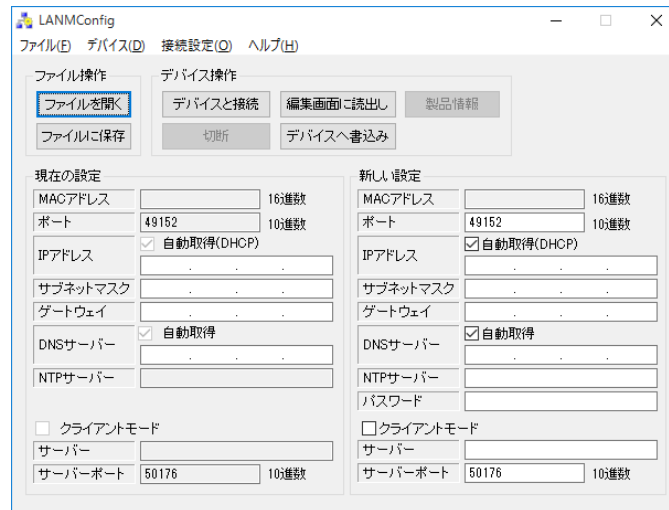 LANMConfig
ファイル(F) デバイス(D) 接続設定(O) ヘルプ(H)
ファイル操作
ファイルを開く
ファイルに保存
デバイス操作
デバイスと接続 編集画面に読出し 製品情報
切断 デバイスへ書込み
現在の設定
MACアドレス 16進数
ポート 49152 10進数
IPアドレス 自動取得(DHCP)
. . .
サブネットマスク . . .
ゲートウェイ . . .
DNSサーバー 自動取得
. . .
NTPサーバー
クライアントモード
サーバー
サーバーポート 50176 10進数
新しい設定
MACアドレス 16進数
ポート 49152 10進数
IPアドレス 自動取得(DHCP)
. . .
サブネットマスク . . .
ゲートウェイ . . .
DNSサーバー 自動取得
. . .
NTPサーバー
パスワード
クライアントモード
サーバー
サーバーポート 50176 10進数